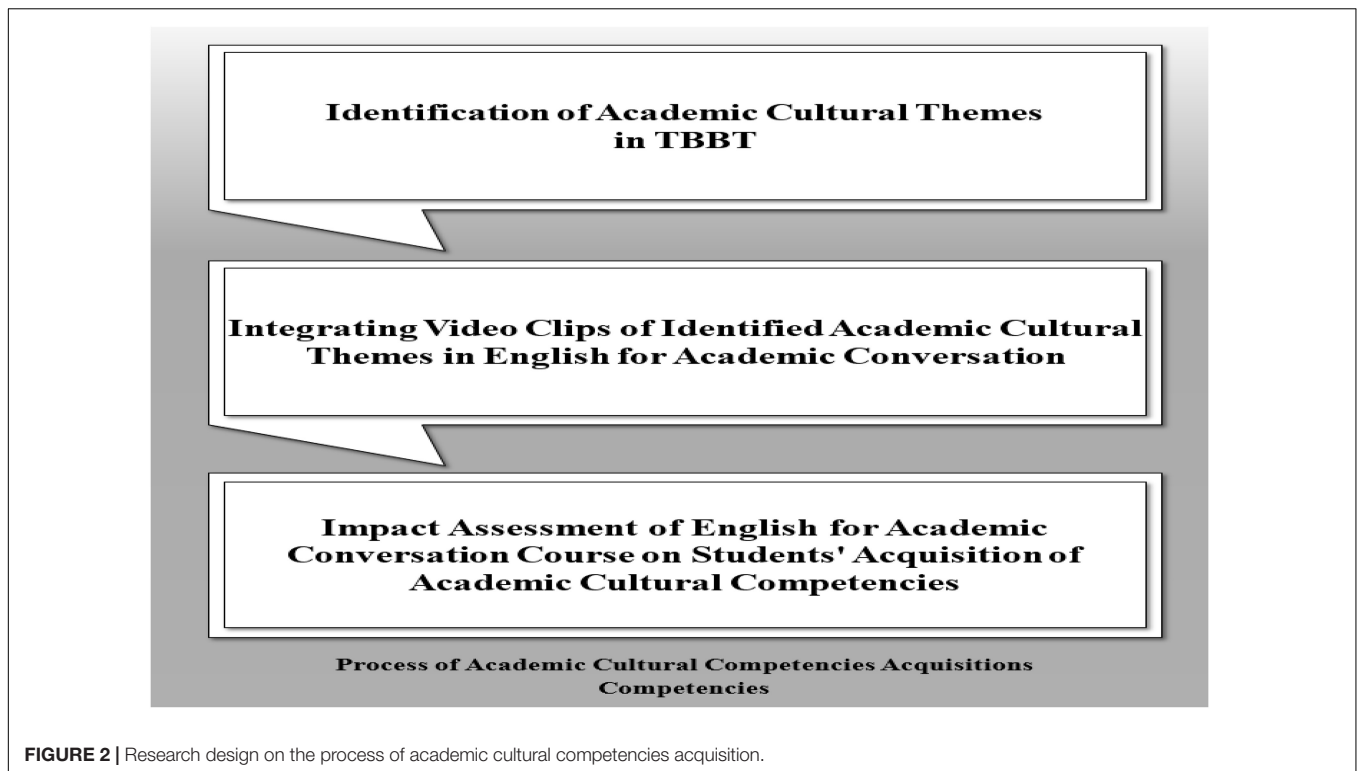 Identification of Academic Cultural Themes
in TBBT
Integrating Video Clips of Identified Academic Cultural
Themes in English for Academic Conversation
Impact Assessment of English for Academic
Conversation Course on Students' Acquisition of
Academic Cultural Competencies
Process of Academic Cultural Competencies Acquisitions
Competencies
FIGURE 2 | Research design on the process of academic cultural competencies acquisition.